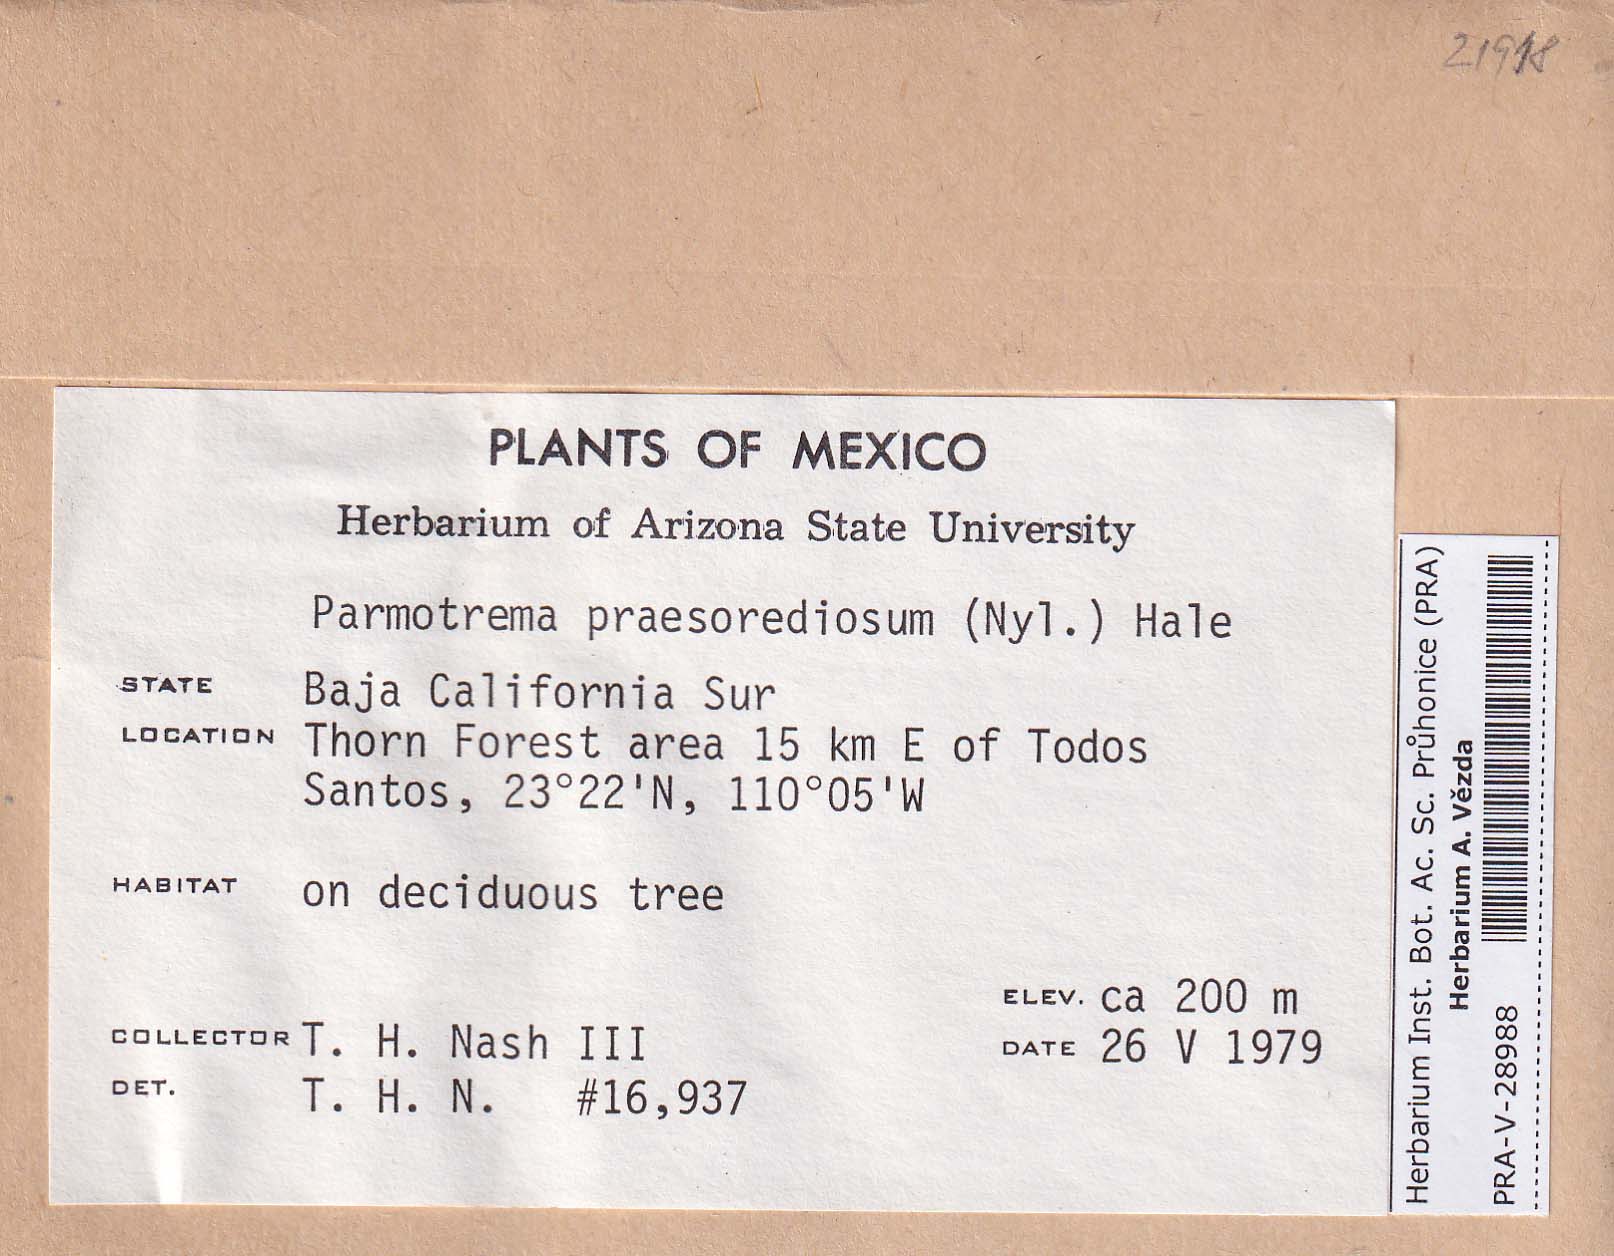 PLANTS OF MEXICO
Herbarium of Arizona State University
Parmotrema praesorediosum (Nyl.) Hale
STATE Baja California Sur
LOCATION Thorn Forest area 15 km E of Todos
Santos, 23°22'N, 110°05'W
HABITAT on deciduous tree
ELEV. ca 200 m
COLLECTOR T. H. Nash III
DATE 26 V 1979
DET. T. H. N. #16,937
Herbarium Inst. Bot. Ac. Sc. Průhonice (PRA)
Herbarium A. Vězda
PRA-V-28988